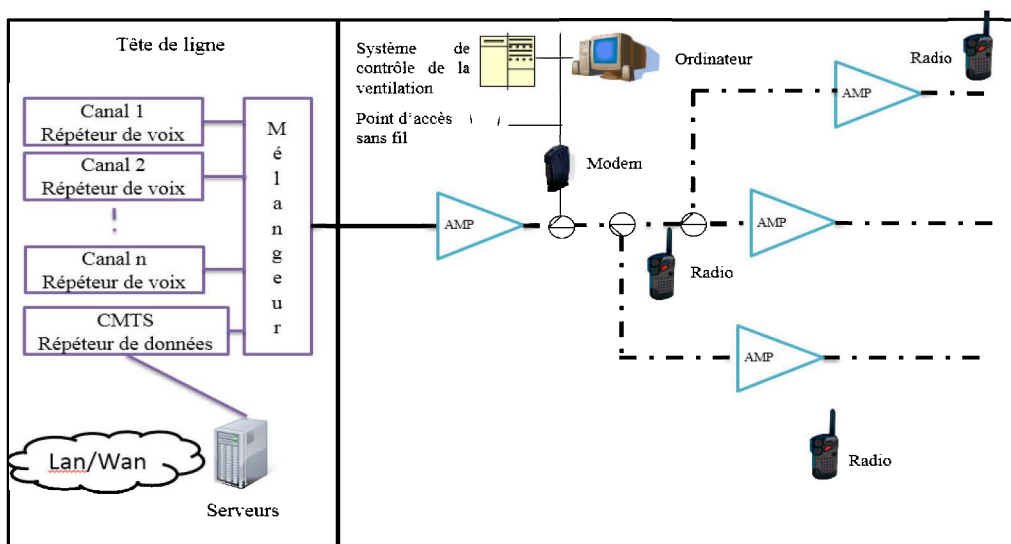 Tête de ligne
Canal 1
Répéteur de voix
Canal 2
Répéteur de voix
Canal n
Répéteur de voix
CMTS
Répéteur de données
M
é
l
a
n
g
e
u
r
Lan/Wan
Serveurs
Système de
contrôle de la
ventilation
Ordinateur
Point d'accès
sans fil
Modem
AMP
Radio
AMP
Radio
AMP
AMP
Radio